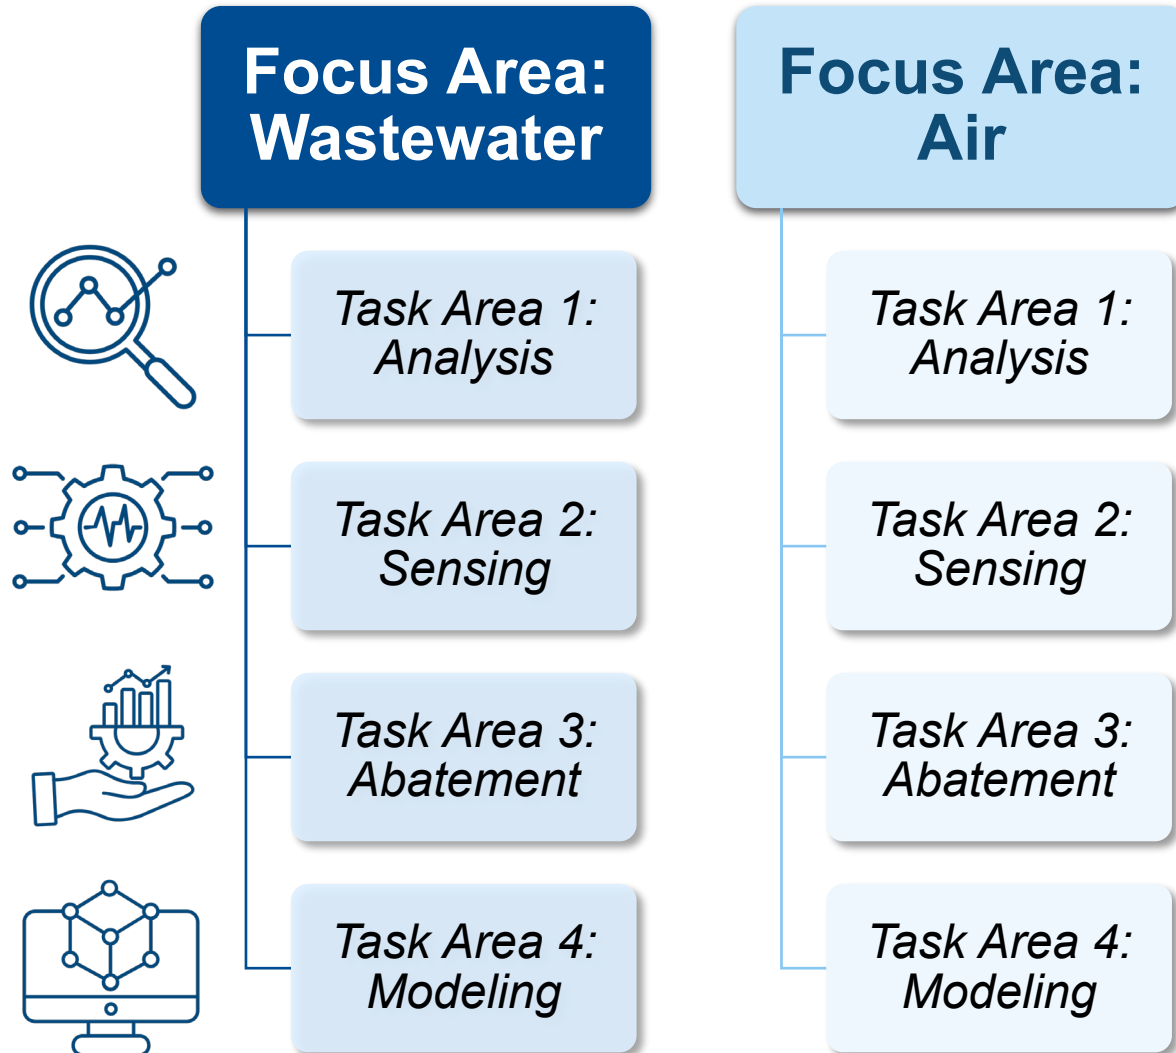 Focus Area:
Wastewater
Task Area 1:
Analysis
Task Area 2:
Sensing
Task Area 3:
Abatement
Task Area 4:
Modeling
Focus Area:
Air
Task Area 1:
Analysis
Task Area 2:
Sensing
Task Area 3:
Abatement
Task Area 4:
Modeling